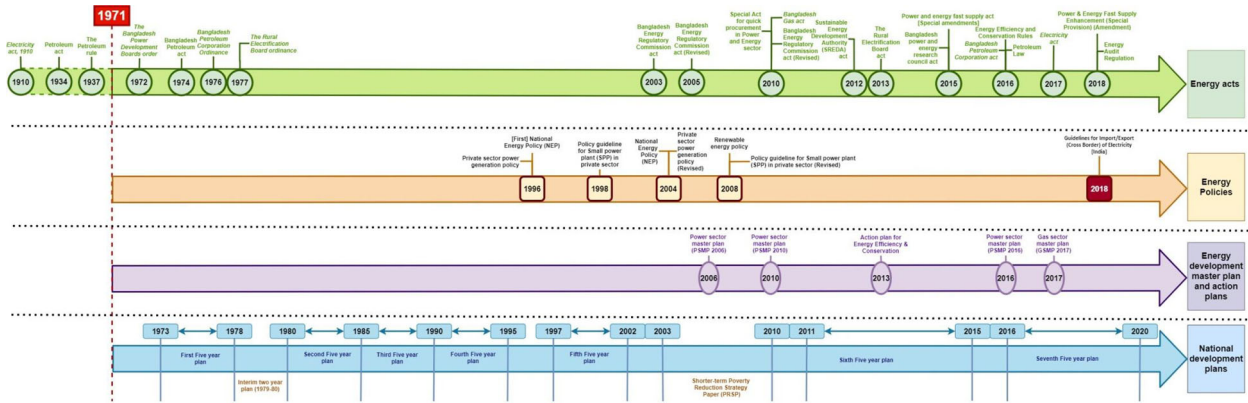 1971
Electricity
act, 1910
Petroleum
act
The Petroleum
rule
The
Bangladesh
Power
Development
Boards order
Bangladesh
Petroleum
act
Bangladesh
Petroleum
Corporation
Ordinance
The Rural
Electrification
Board ordinance
Bangladesh
Energy
Regulatory
Commission
act
Bangladesh
Energy Regulatory
Commission act
(Revised)
Special Act
for quick
procurement
in Power
and Energy
sector
Bangladesh
Gas act
Bangladesh
Energy
Regulatory
Commission
act (Revised)
Sustainable
Energy
Development
Authority
(SREDA)
act
The
Rural
Electrification
Board
act
Power and energy fast supply act
[Special amendments]
Bangladesh
power and
energy
research
council act
Energy Efficiency and
Conservation Rules
Bangladesh
Petroleum
Corporation act
Petroleum
Law
Electricity
act
Power & Energy Fast Supply
Enhancement (Special
Provision) (Amendment)
Energy
Audit
Regulation
1910
1934
1937
1972
1974
1976
1977
2003
2005
2010
2012
2013
2015
2016
2017
2018
Energy acts
Private sector power
generation policy
[First] National
Energy Policy (NEP)
Policy guideline
for Small power
plant (SPP) in
private sector
National
Energy
Policy
(NEP)
Private
sector
power
generation
policy
(Revised)
Renewable
energy policy
Policy guideline for Small power plant
(SPP) in private sector (Revised)
Guidelines for Import/Export
(Cross Border) of Electricity
[India]
1996
1998
2004
2008
2018
Energy
Policies
Power sector
master plan
(PSMP 2006)
Power sector
master plan
(PSMP 2010)
Action plan for
Energy Efficiency &
Conservation
Power sector
master plan
(PSMP 2016)
Gas sector
master plan
(GSMP 2017)
2006
2010
2013
2016
2017
Energy
development
master plan
and action
plans
1973
1978
1980
1985
1990
1995
1997
2002
2003
2010
2011
2015
2016
2020
First Five year
plan
Interim two year
plan (1978-80)
Second Five year
plan
Third Five year
plan
Fourth Five year
plan
Fifth Five year
plan
Shorter-term Poverty
Reduction Strategy
Paper (PRSP)
Sixth Five year plan
Seventh Five year plan
National
development
plans